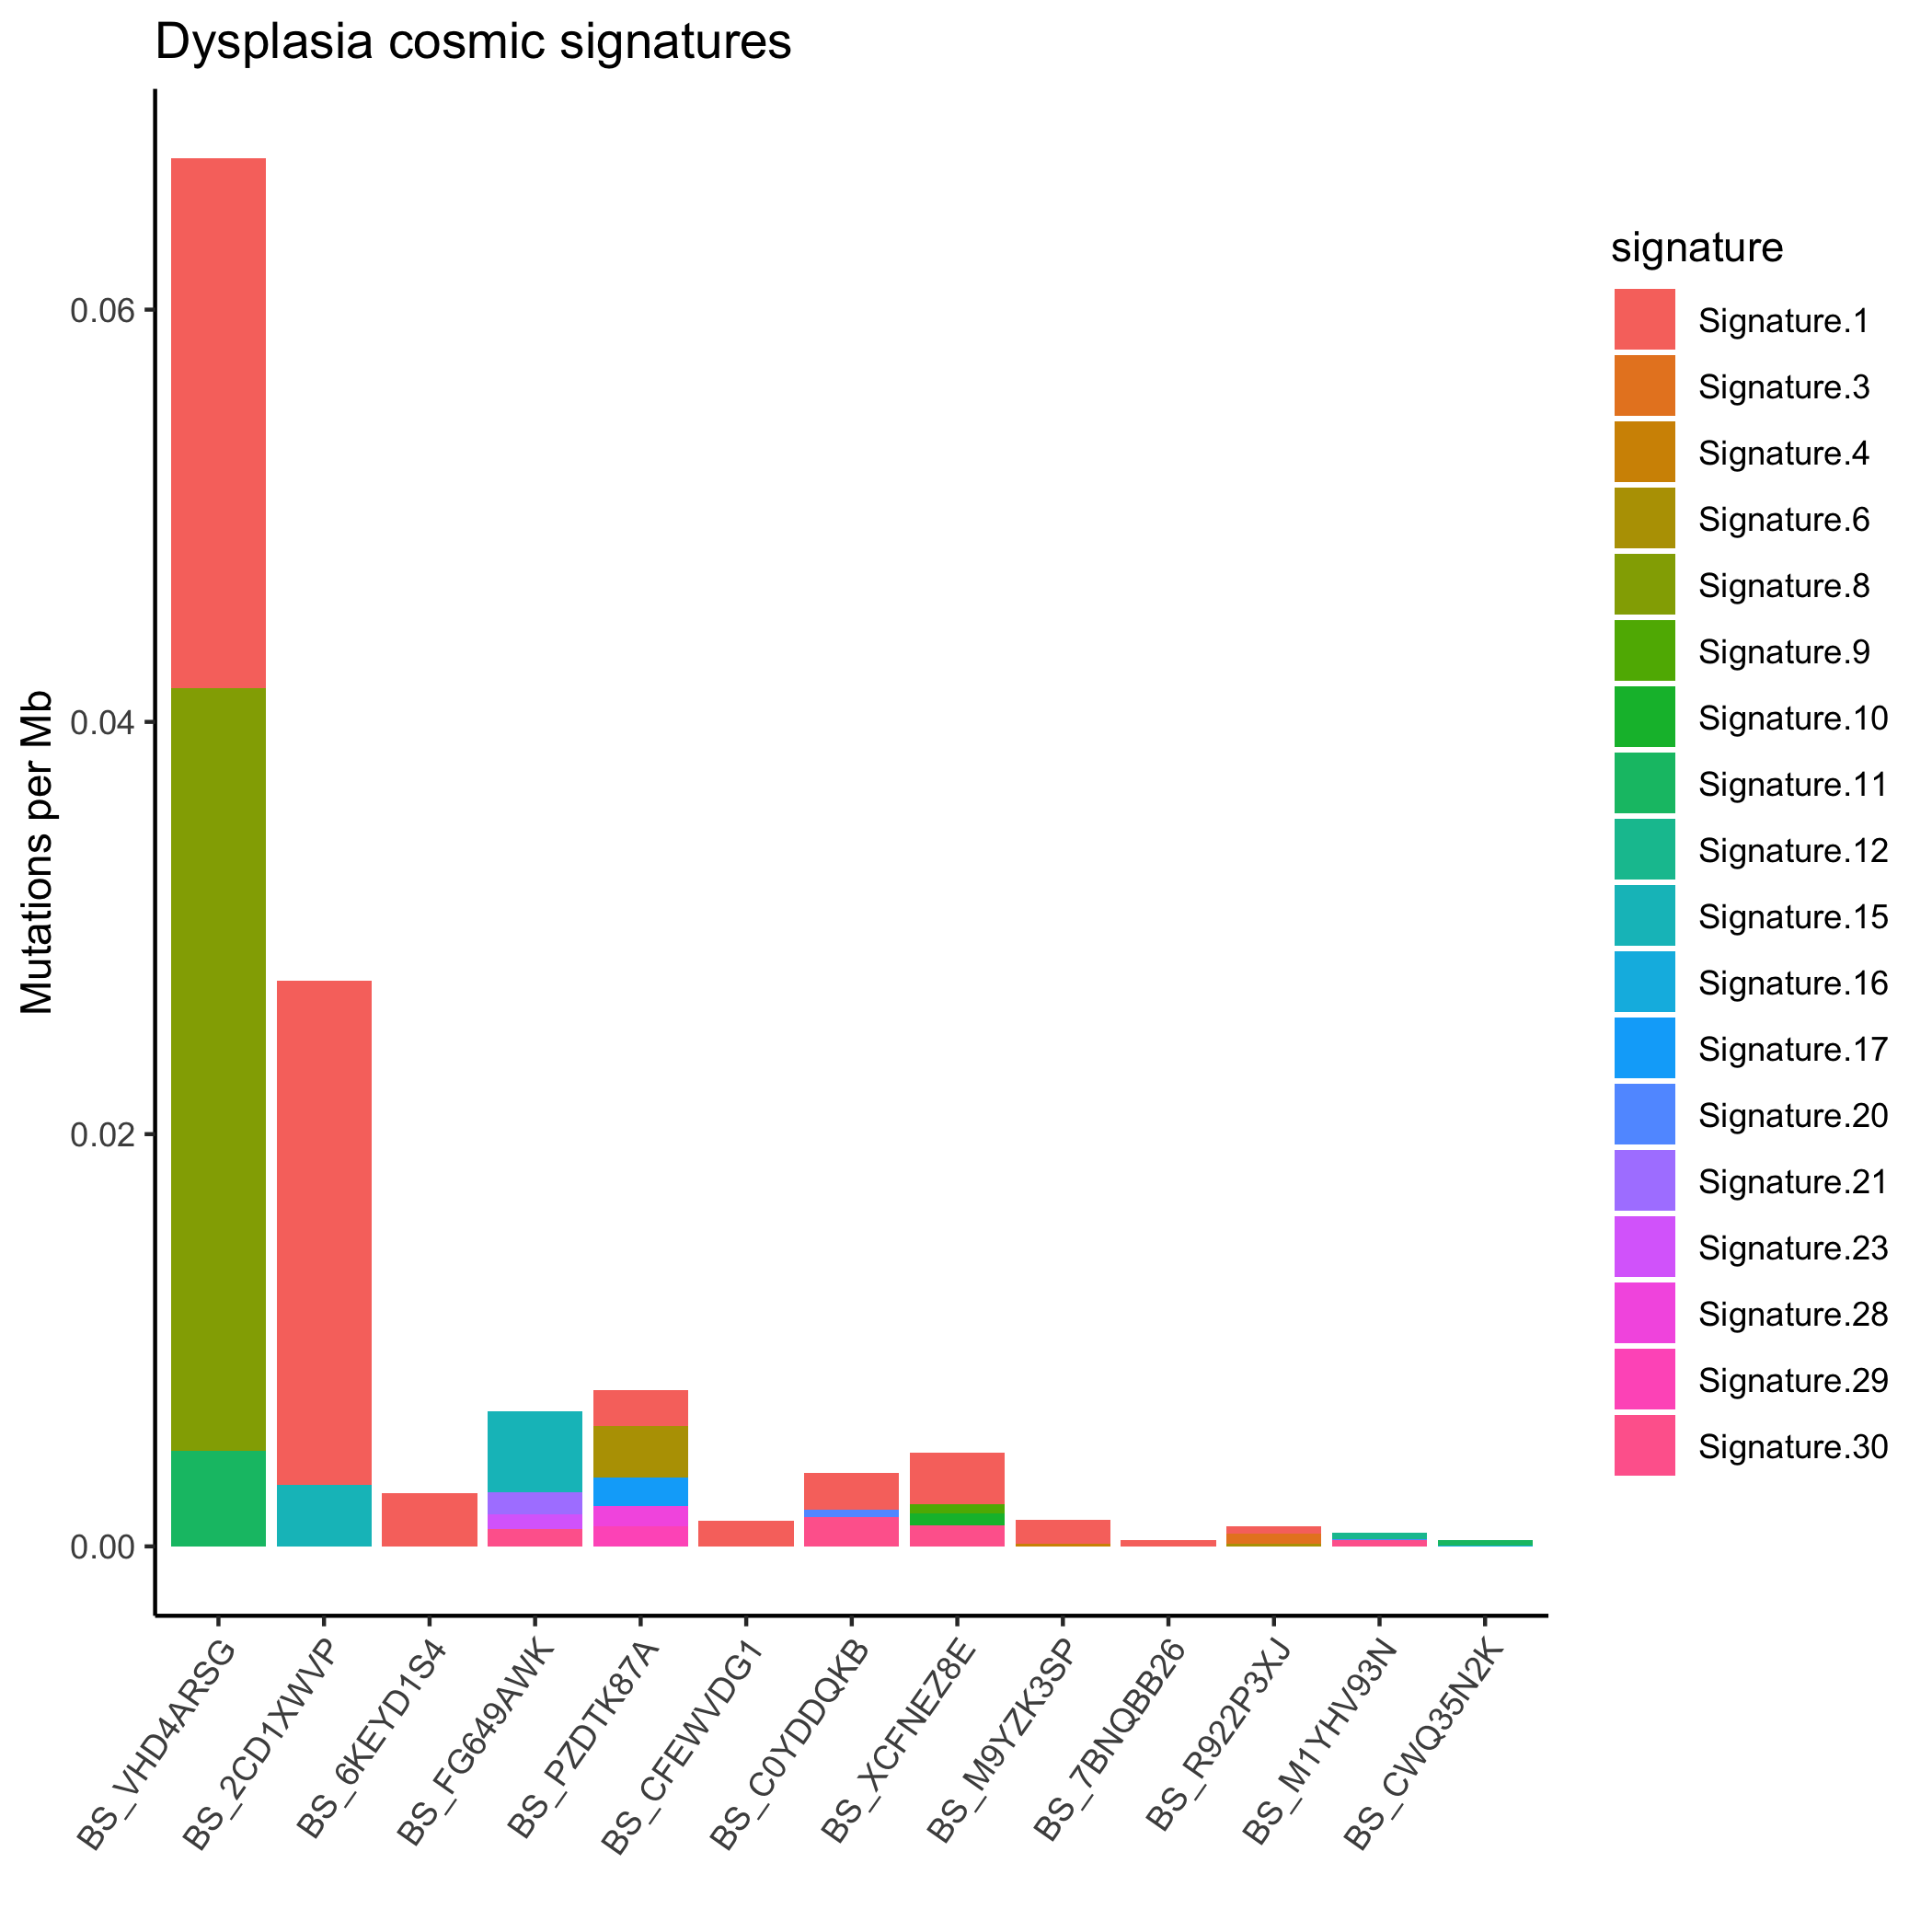 Dysplasia cosmic signatures
Mutations per Mb
0.06
0.04
0.02
0.00
BS_VHD4ARSG
BS_2CD1XWVP
BS_6KEYD1S4
BS_FG649AWK
BS_PZDTK87A
BS_CFEWVDG1
BS_C0YDDQKB
BS_XCFNEZ8E
BS_M9YZK3SP
BS_7BNQBB26
BS_R922P3XJ
BS_M1YHV93N
BS_CWQ35N2K
signature
Signature.1
Signature.3
Signature.4
Signature.6
Signature.8
Signature.9
Signature.10
Signature.11
Signature.12
Signature.15
Signature.16
Signature.17
Signature.20
Signature.21
Signature.23
Signature.28
Signature.29
Signature.30